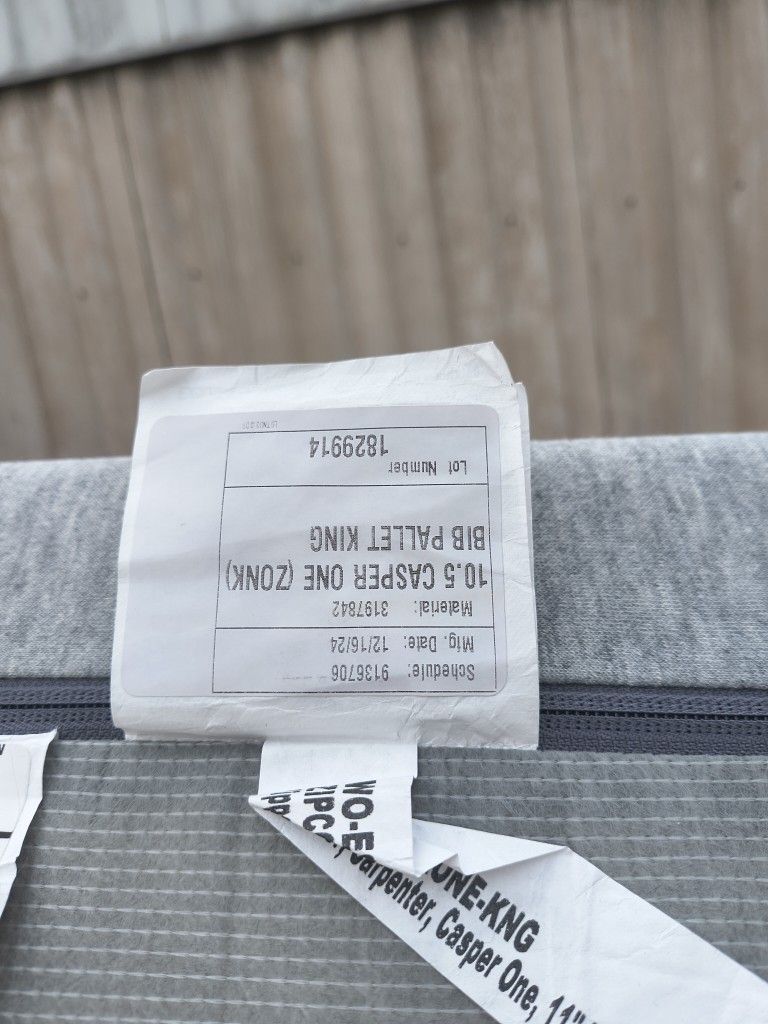 Schedule: 9136706
Mfg. Date: 12/16/24
Material: 3197842
10.5 CASPER ONE (ZONK)
BIB PALLET KING
Lot Number
1829914
WO-E
ONE-KNG
Carpenter, Casper One, 11"